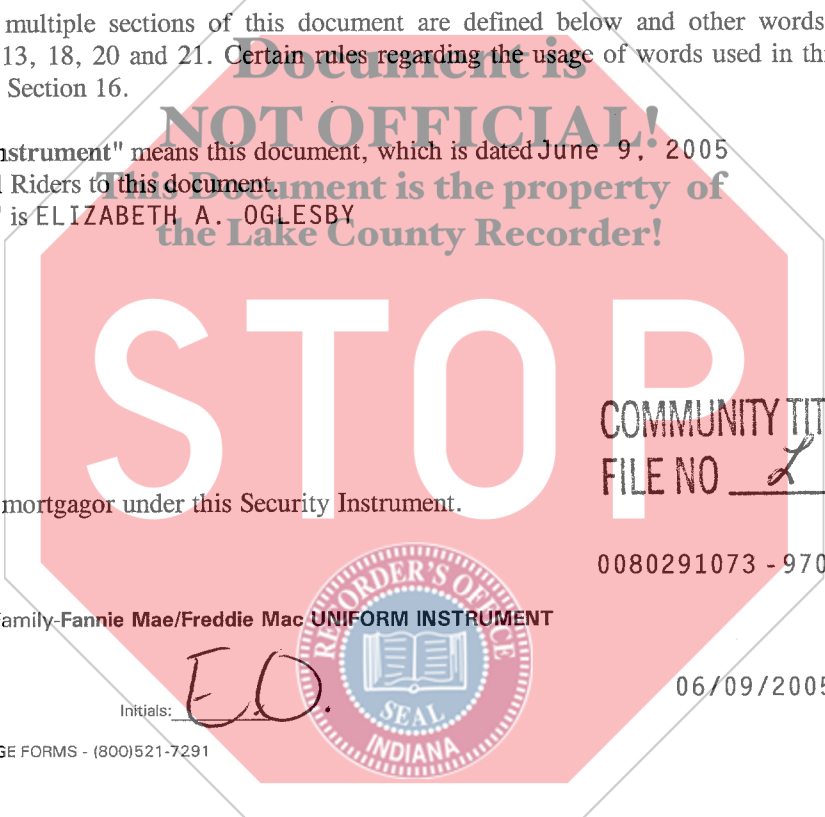 multiple sections of this document are defined below and other words
13, 18, 20 and 21. Certain rules regarding the usage of words used in th
Section 16.
Document is
NOT OFFICIAL!
nstrument" means this document, which is dated June 9, 2005
Riders to this document.
This Document is the property of
" is ELIZABETH A. OGLESBY
the Lake County Recorder!
STOP
COMMUNITY TIT
FILE NO L
mortgagor under this Security Instrument.
0080291073 - 970
amily-Fannie Mae/Freddie Mac UNIFORM INSTRUMENT
RECORDER'S OFFICE
SEAL
INDIANA
Initials: E.O.
06/09/2005
GE FORMS - (800)521-7291